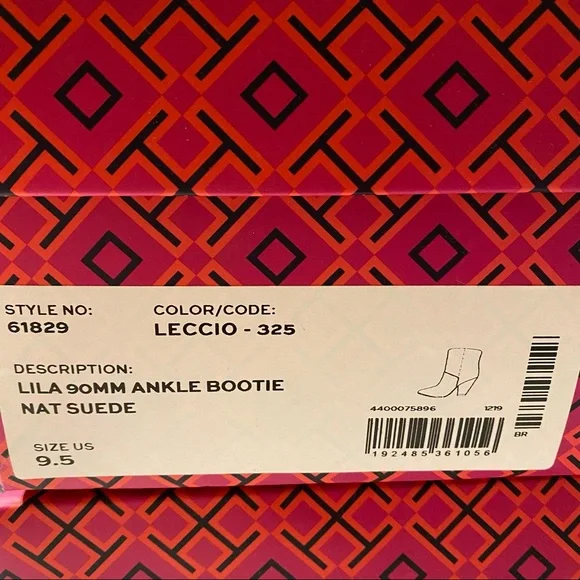 STYLE NO: COLOR/CODE:
61829 LECCIO - 325
DESCRIPTION:
LILA 90MM ANKLE BOOTIE
NAT SUEDE
SIZE US
9.5
4400075896 1219
192485361056
BR